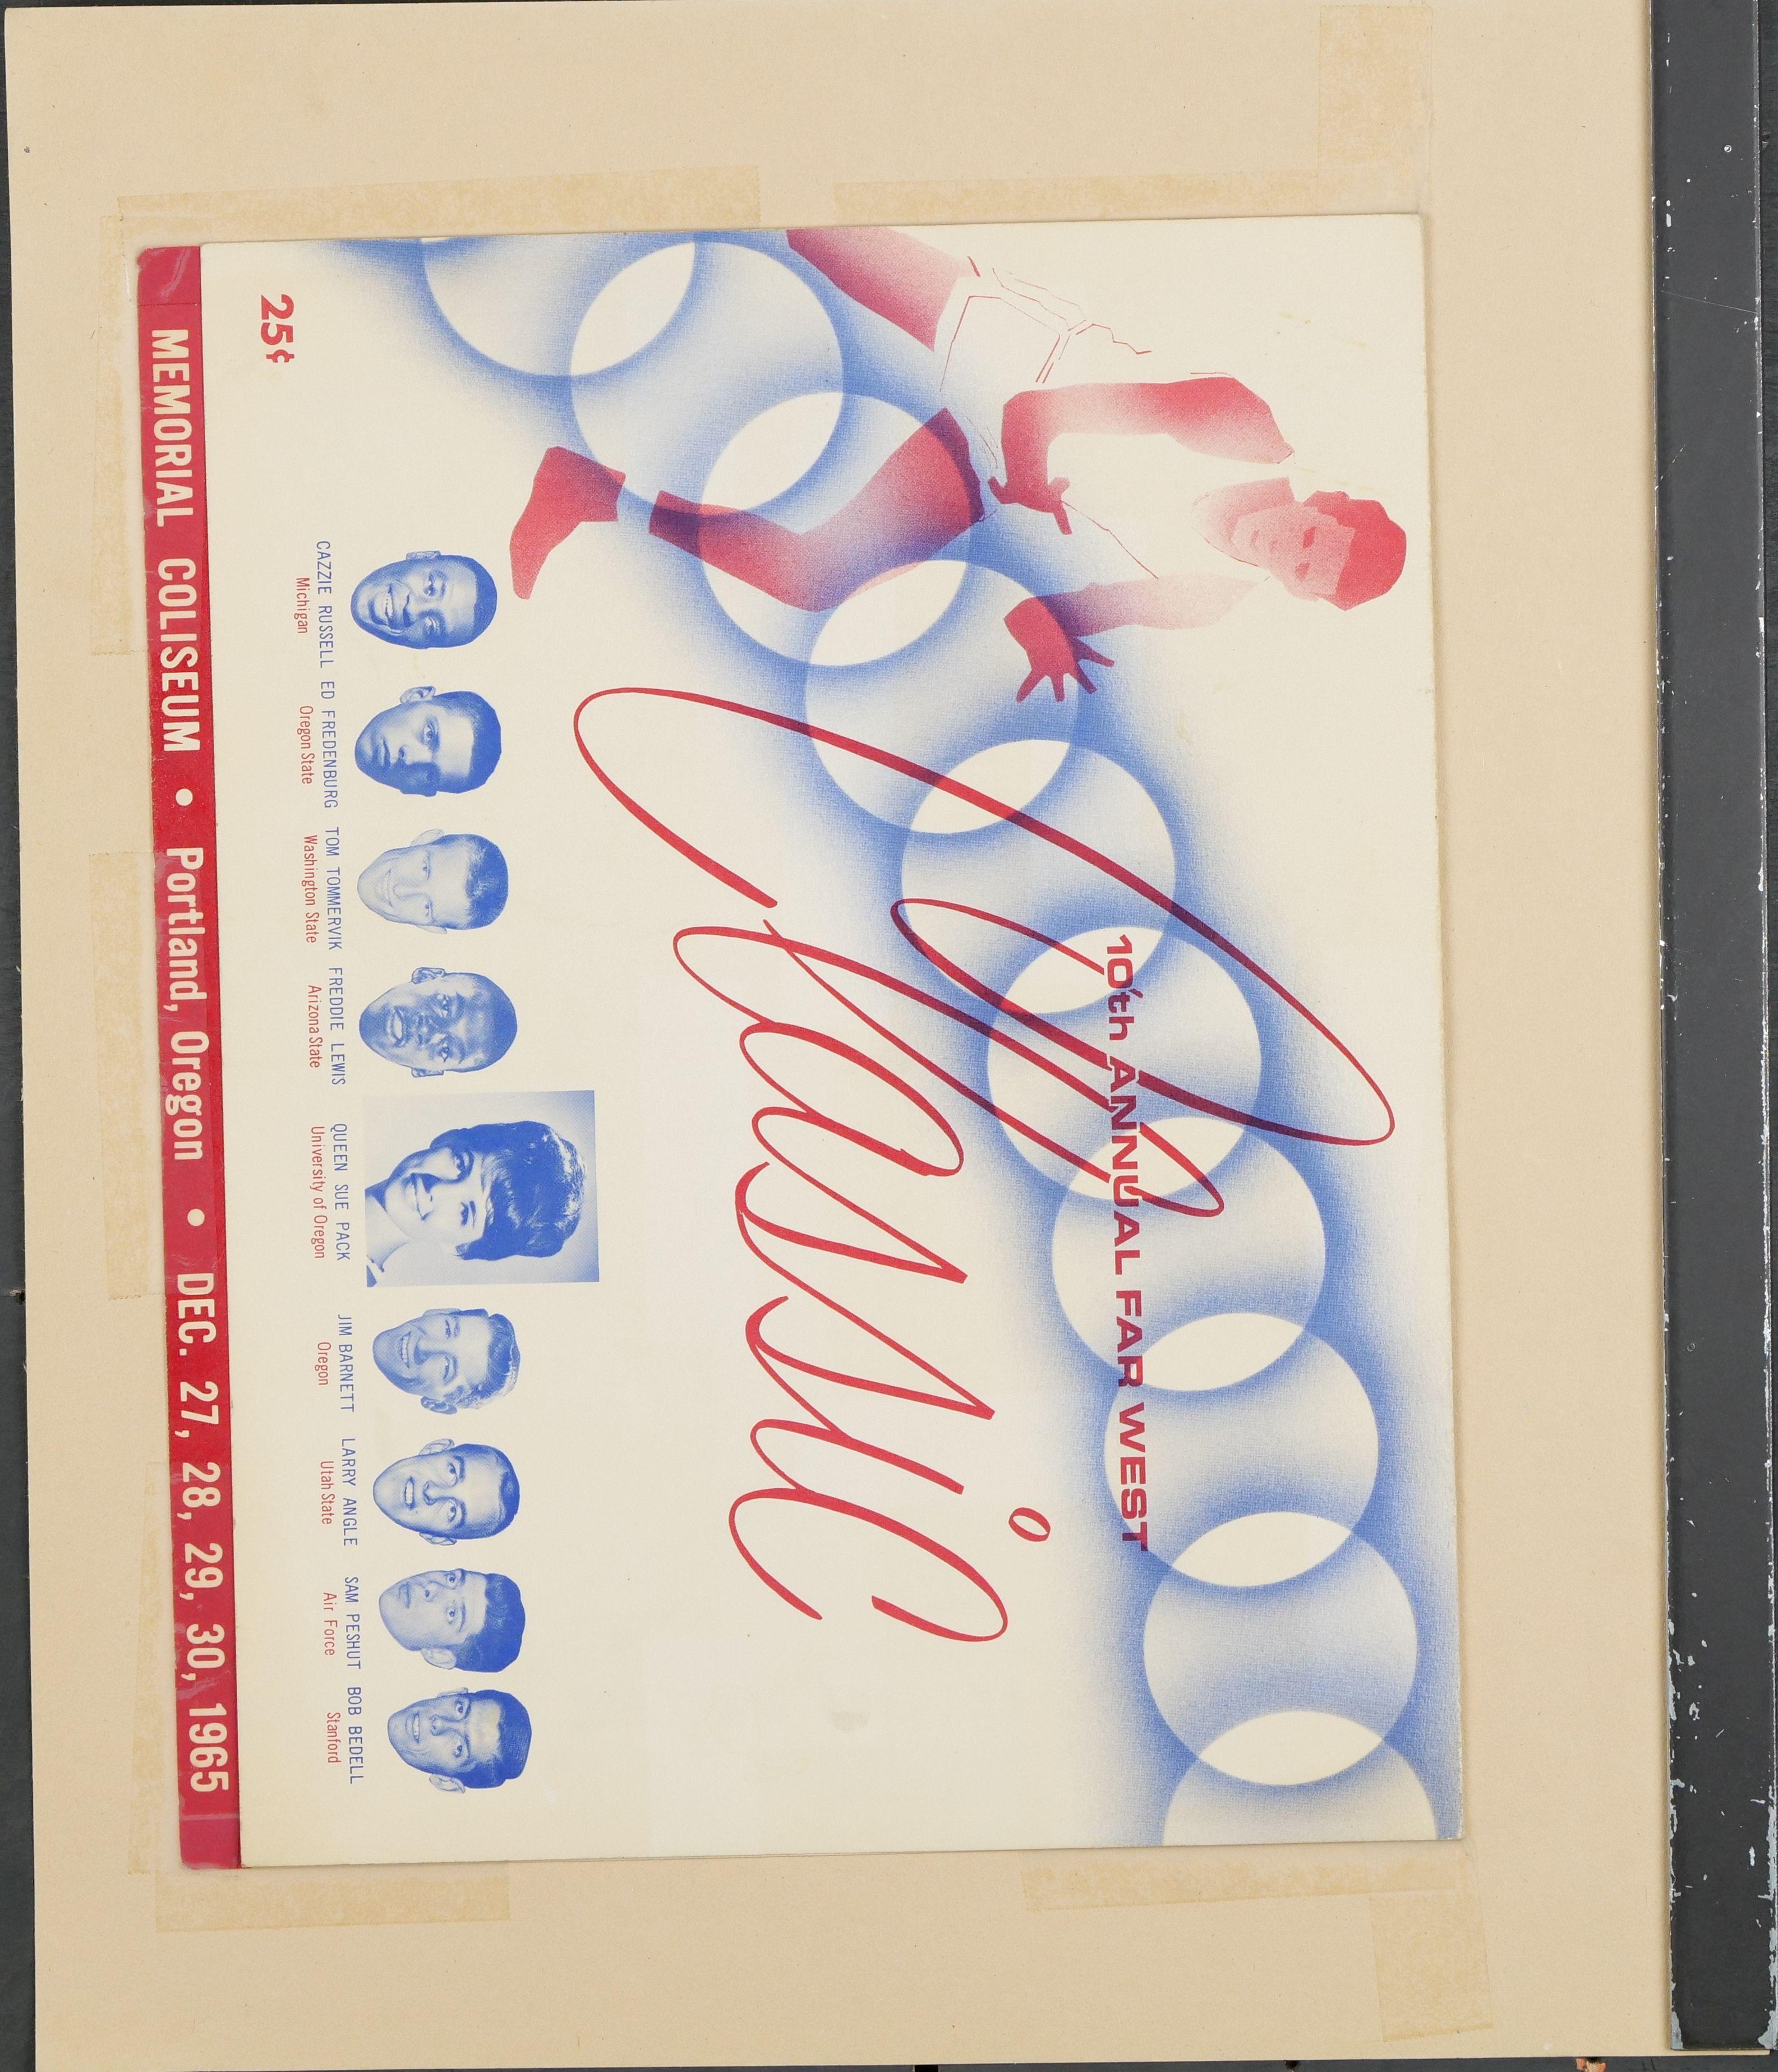 10th ANNUAL FAR WEST
Classic
CAZZIE RUSSELL
Michigan
ED FREDENBURG
Oregon State
TOM TOMMERVIK
Washington State
FREDDIE LEWIS
Arizona State
QUEEN SUE PACK
University of Oregon
JIM BARNETT
Oregon
LARRY ANGLE
Utah State
SAM PESHUT
Air Force
BOB BEDELL
Stanford
25¢
MEMORIAL COLISEUM • Portland, Oregon • DEC. 27, 28, 29, 30, 1965